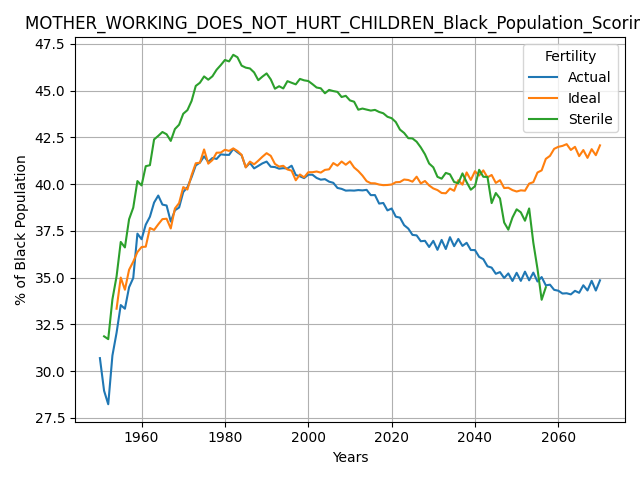 MOTHER_WORKING_DOES_NOT_HURT_CHILDREN_Black_Population_Scorin
47.5
45.0
42.5
40.0
37.5
35.0
32.5
30.0
27.5
% of Black Population
Fertility
Actual
Ideal
Sterile
1960 1980 2000 2020 2040 2060
Years